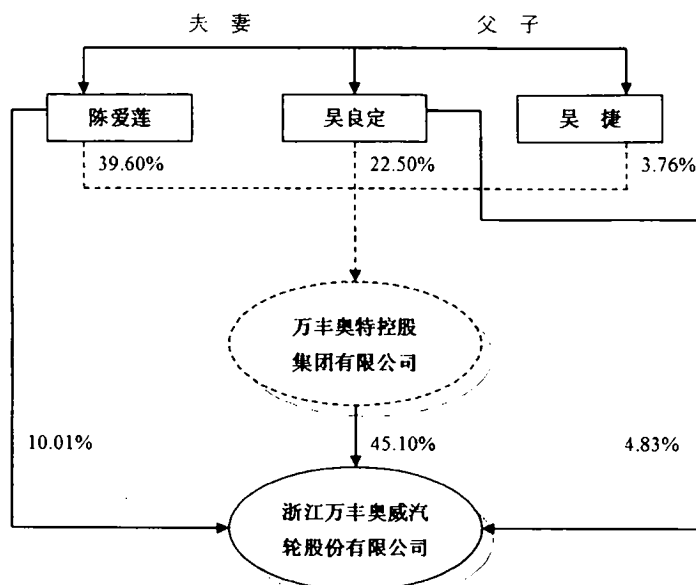 夫 妻
父 子
陈爱莲
吴良定
吴 捷
39.60%
22.50%
3.76%
万丰奥特控股
集团有限公司
10.01%
45.10%
4.83%
浙江万丰奥威汽
轮股份有限公司